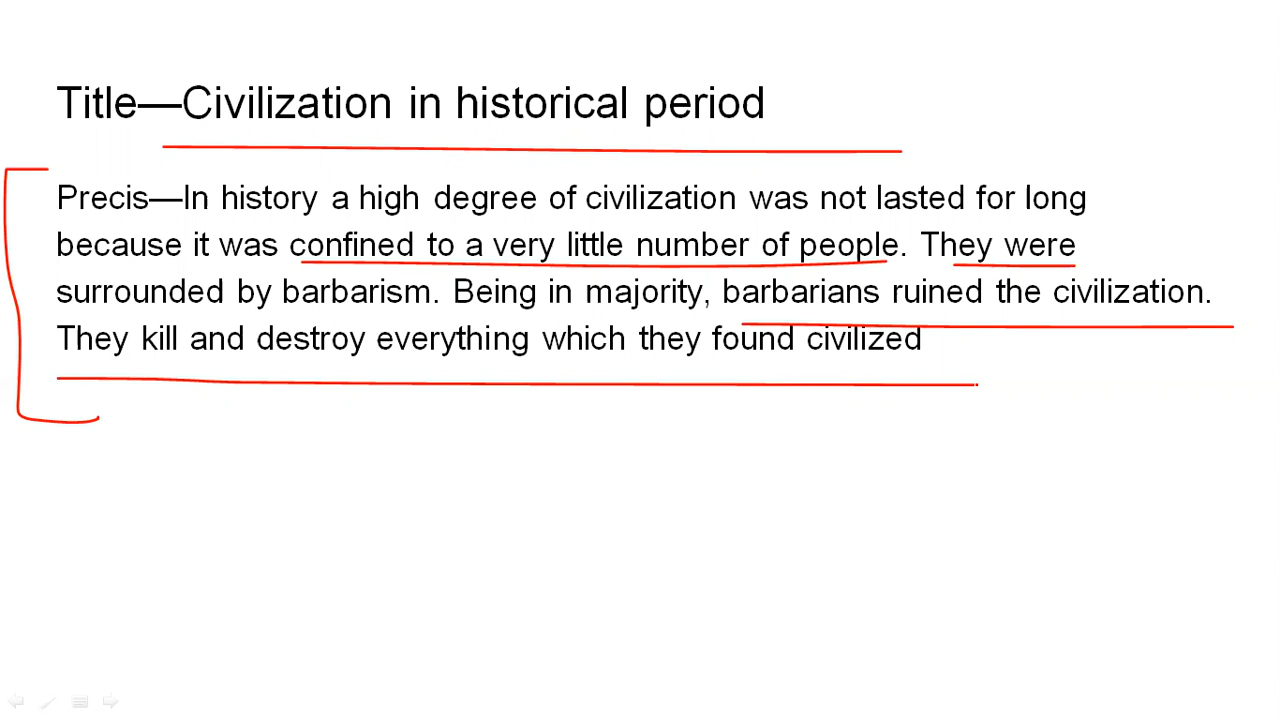 Title—Civilization in historical period
Precis—In history a high degree of civilization was not lasted for long
because it was confined to a very little number of people. They were
surrounded by barbarism. Being in majority, barbarians ruined the civilization.
They kill and destroy everything which they found civilized